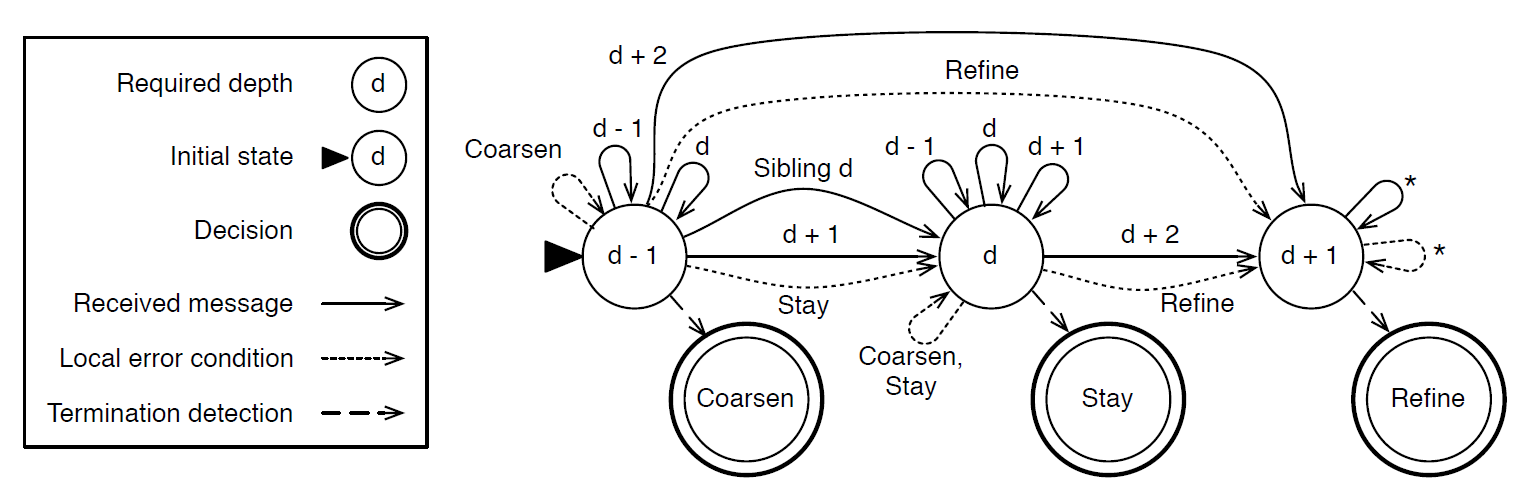 Required depth
d
Initial state
d
Decision
Received message
Local error condition
Termination detection
d + 2
Refine
Coarsen
d - 1
d
Sibling d
d - 1
d
d + 1
*
d - 1
d + 1
d
d + 2
d + 1
*
Stay
Refine
Coarsen,
Stay
Coarsen
Stay
Refine